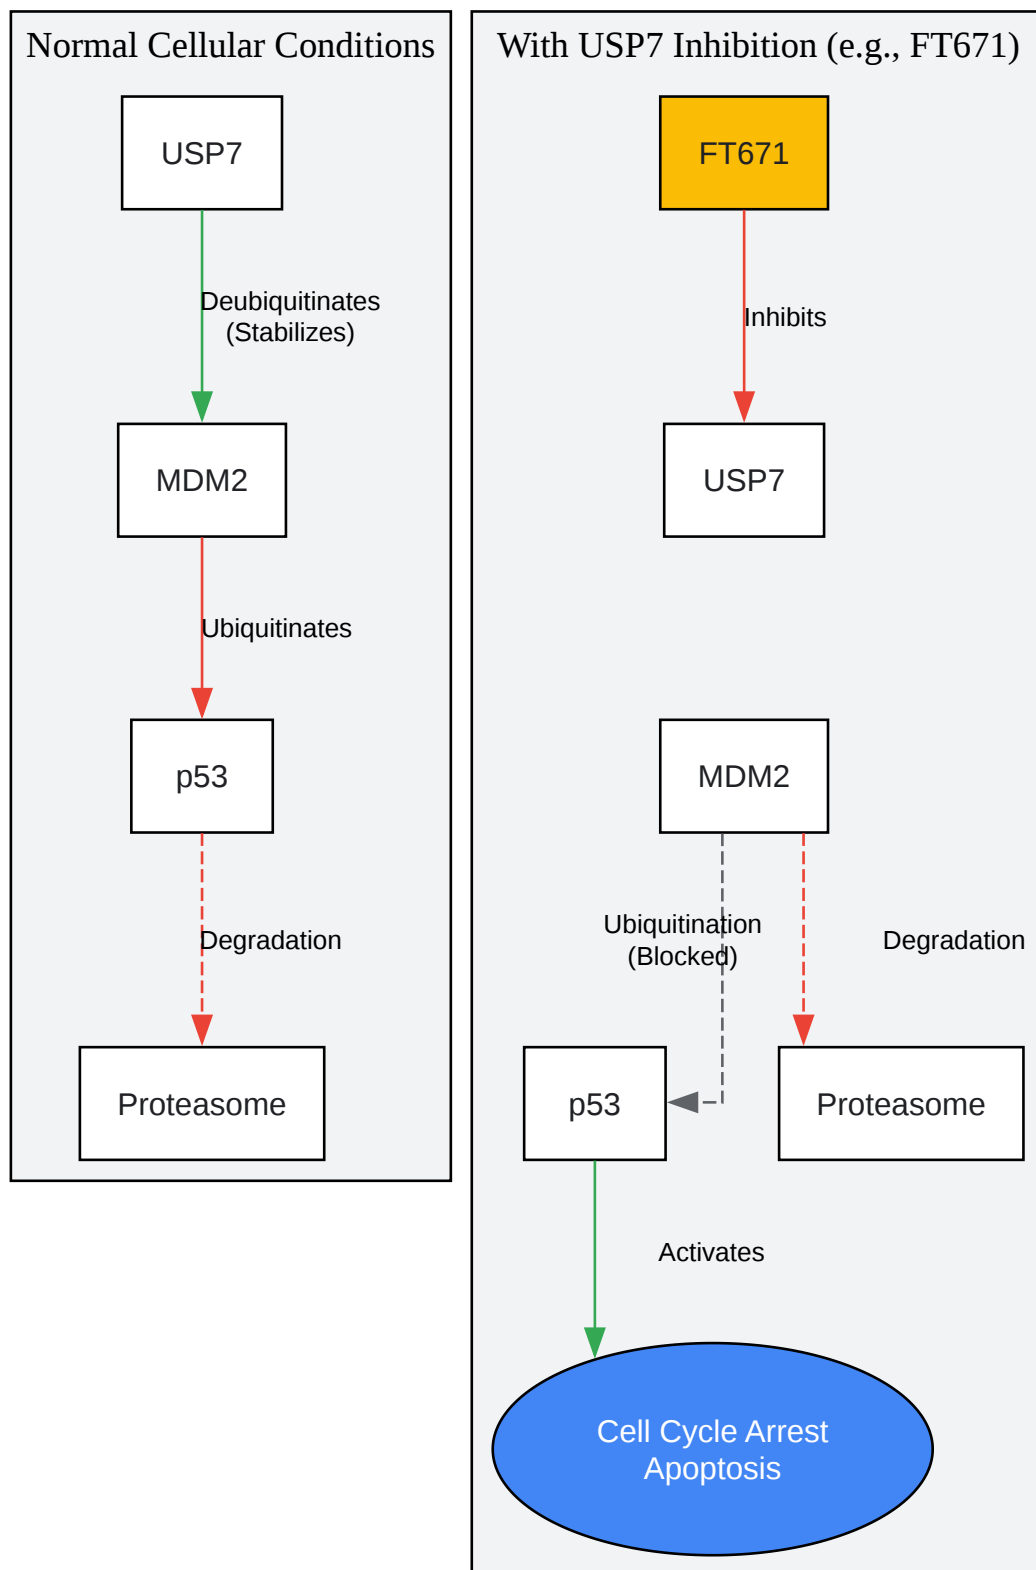 Normal Cellular Conditions
USP7
Deubiquitinates
(Stabilizes)
MDM2
Ubiquitinates
p53
Degradation
Proteasome
With USP7 Inhibition (e.g., FT671)
FT671
Inhibits
USP7
MDM2
Ubiquitination
(Blocked)
Degradation
p53
Proteasome
Activates
Cell Cycle Arrest
Apoptosis